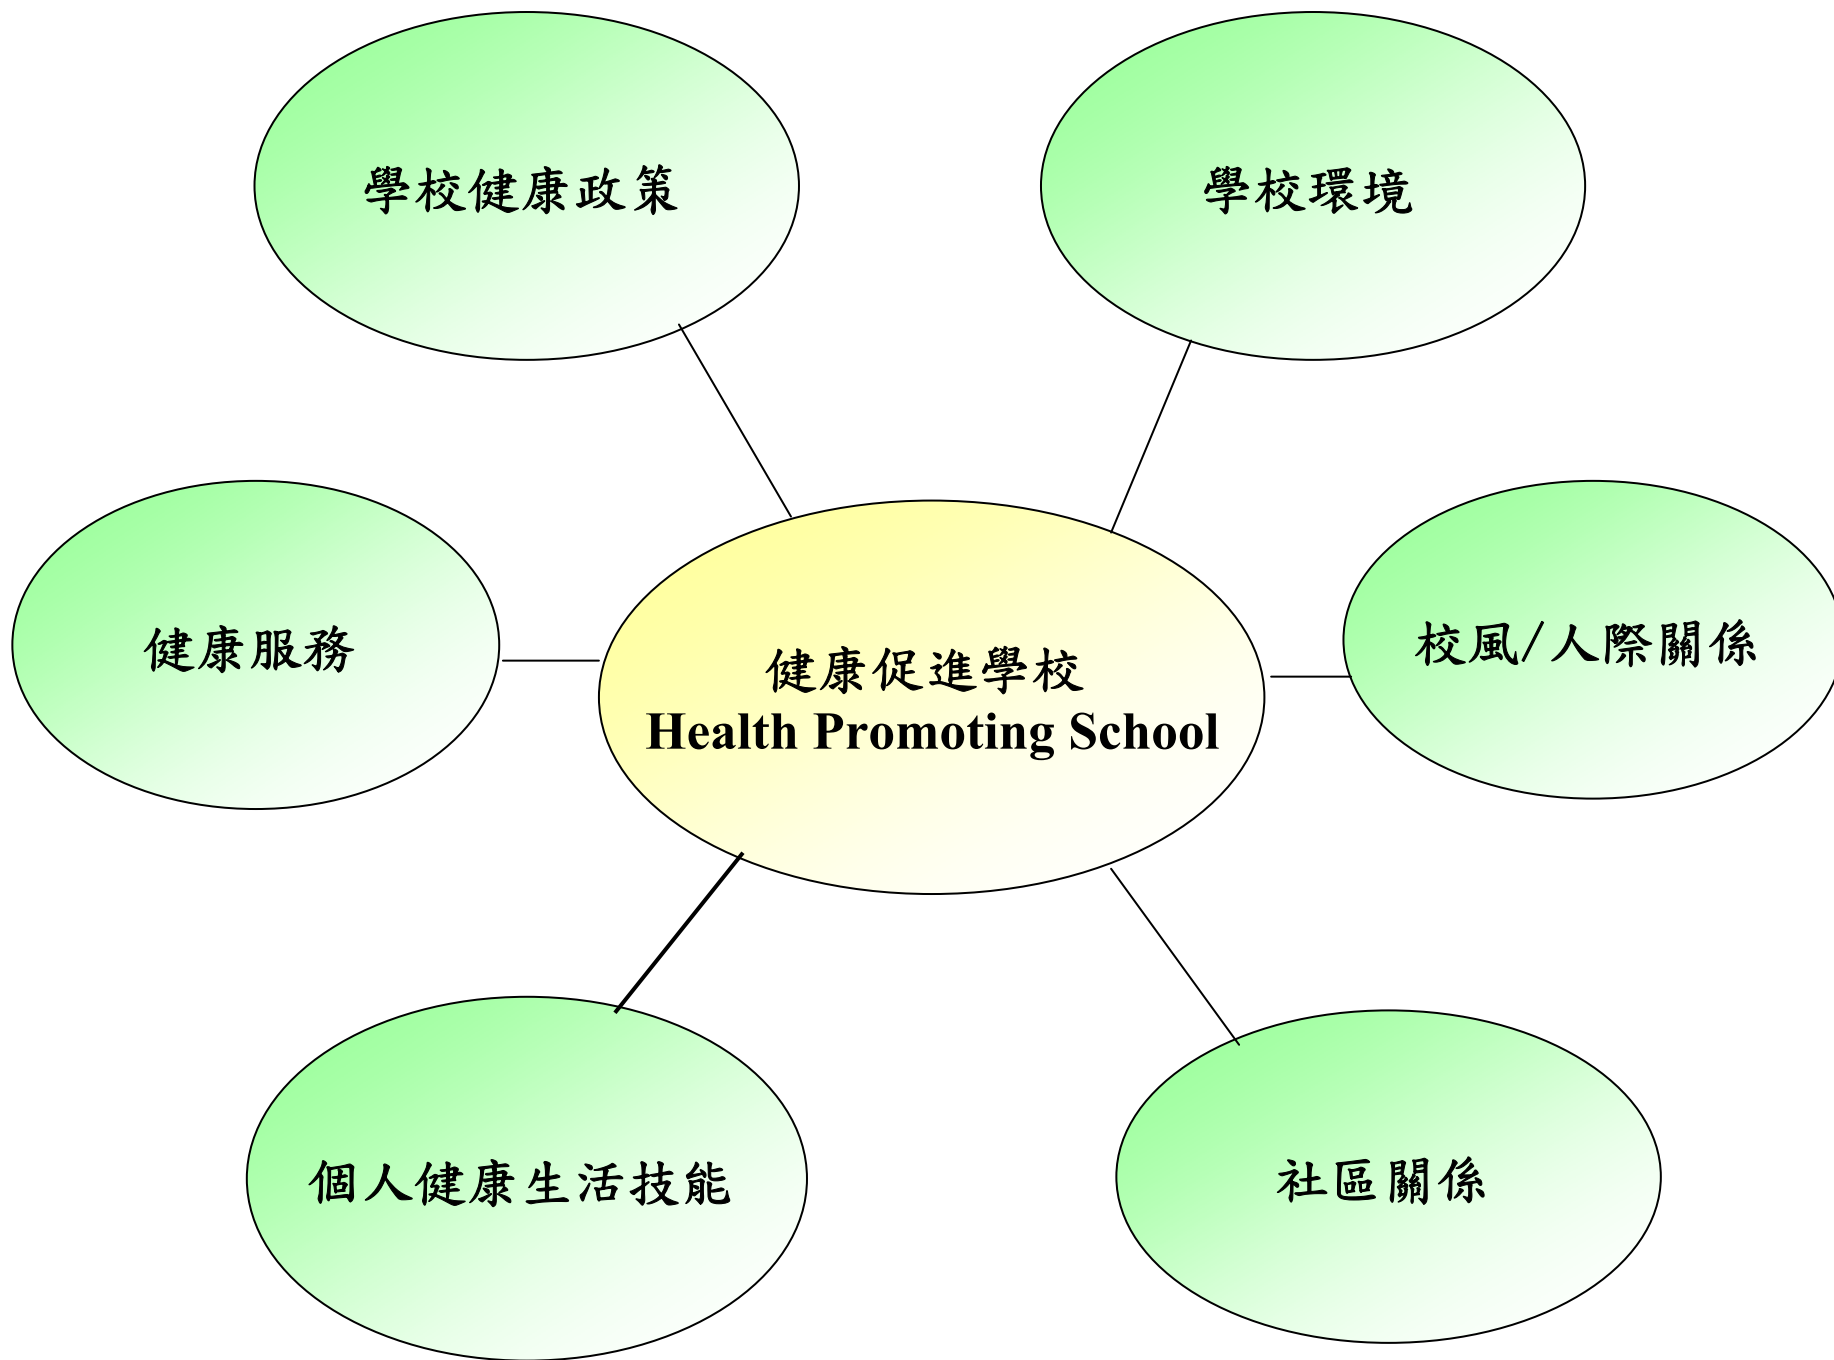 學校健康政策
學校環境
健康服務
健康促進學校
Health Promoting School
校風/人際關係
個人健康生活技能
社區關係